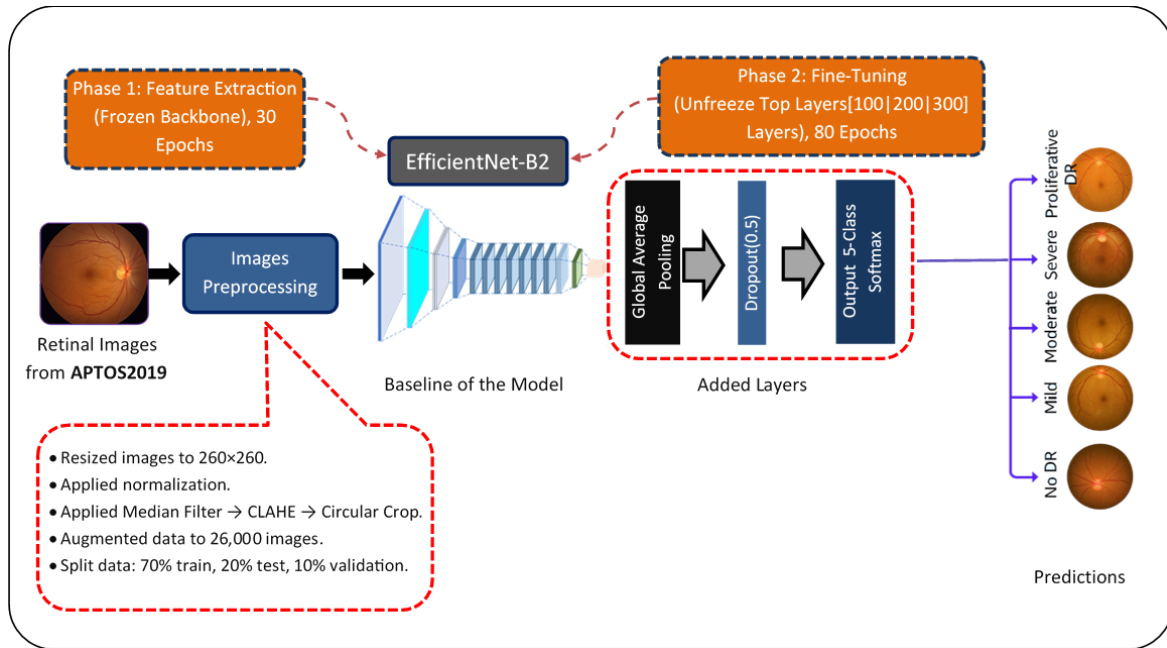 Phase 1: Feature Extraction
(Frozen Backbone), 30
Epochs
Phase 2: Fine-Tuning
(Unfreeze Top Layers[100|200|300]
Layers), 80 Epochs
EfficientNet-B2
Images
Preprocessing
Retinal Images
from APTOS2019
Baseline of the Model
Global Average
Pooling
Dropout(0.5)
Output 5-Class
Softmax
Added Layers
Proliferative
DR
Severe
Moderate
Mild
No DR
Predictions
• Resized images to 260×260.
• Applied normalization.
• Applied Median Filter → CLAHE → Circular Crop.
• Augmented data to 26,000 images.
• Split data: 70% train, 20% test, 10% validation.